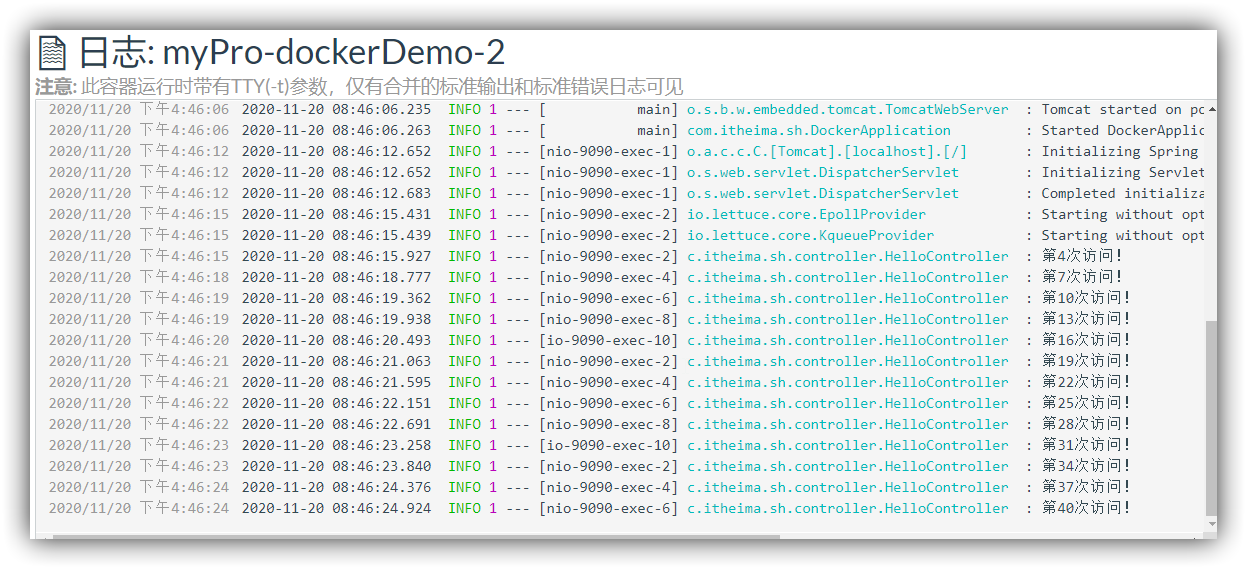 日志: myPro-dockerDemo-2
注意: 此容器运行时带有TTY(-t)参数，仅有合并的标准输出和标准错误日志可见
2020/11/20 下午4:46:06 2020-11-20 08:46:06.235 INFO 1 --- [ main] o.s.b.w.embedded.tomcat.TomcatWebServer : Tomcat started on po
2020/11/20 下午4:46:06 2020-11-20 08:46:06.263 INFO 1 --- [ main] com.itheima.sh.DockerApplication : Started DockerApplic
2020/11/20 下午4:46:12 2020-11-20 08:46:12.652 INFO 1 --- [nio-9090-exec-1] o.a.c.c.C.[Tomcat].[localhost].[/] : Initializing Spring
2020/11/20 下午4:46:12 2020-11-20 08:46:12.652 INFO 1 --- [nio-9090-exec-1] o.s.web.servlet.DispatcherServlet : Initializing Servlet
2020/11/20 下午4:46:12 2020-11-20 08:46:12.683 INFO 1 --- [nio-9090-exec-1] o.s.web.servlet.DispatcherServlet : Completed initializa
2020/11/20 下午4:46:15 2020-11-20 08:46:15.431 INFO 1 --- [nio-9090-exec-2] io.lettuce.core.EpollProvider : Starting without opt
2020/11/20 下午4:46:15 2020-11-20 08:46:15.439 INFO 1 --- [nio-9090-exec-2] io.lettuce.core.KqueueProvider : Starting without opt
2020/11/20 下午4:46:15 2020-11-20 08:46:15.927 INFO 1 --- [nio-9090-exec-2] c.itheima.sh.controller.HelloController : 第4次访问!
2020/11/20 下午4:46:18 2020-11-20 08:46:18.777 INFO 1 --- [nio-9090-exec-4] c.itheima.sh.controller.HelloController : 第7次访问!
2020/11/20 下午4:46:19 2020-11-20 08:46:19.362 INFO 1 --- [nio-9090-exec-6] c.itheima.sh.controller.HelloController : 第10次访问!
2020/11/20 下午4:46:19 2020-11-20 08:46:19.938 INFO 1 --- [nio-9090-exec-8] c.itheima.sh.controller.HelloController : 第13次访问!
2020/11/20 下午4:46:20 2020-11-20 08:46:20.493 INFO 1 --- [io-9090-exec-10] c.itheima.sh.controller.HelloController : 第16次访问!
2020/11/20 下午4:46:21 2020-11-20 08:46:21.063 INFO 1 --- [nio-9090-exec-2] c.itheima.sh.controller.HelloController : 第19次访问!
2020/11/20 下午4:46:21 2020-11-20 08:46:21.595 INFO 1 --- [nio-9090-exec-4] c.itheima.sh.controller.HelloController : 第22次访问!
2020/11/20 下午4:46:22 2020-11-20 08:46:22.151 INFO 1 --- [nio-9090-exec-6] c.itheima.sh.controller.HelloController : 第25次访问!
2020/11/20 下午4:46:22 2020-11-20 08:46:22.691 INFO 1 --- [nio-9090-exec-8] c.itheima.sh.controller.HelloController : 第28次访问!
2020/11/20 下午4:46:23 2020-11-20 08:46:23.258 INFO 1 --- [io-9090-exec-10] c.itheima.sh.controller.HelloController : 第31次访问!
2020/11/20 下午4:46:23 2020-11-20 08:46:23.840 INFO 1 --- [nio-9090-exec-2] c.itheima.sh.controller.HelloController : 第34次访问!
2020/11/20 下午4:46:24 2020-11-20 08:46:24.376 INFO 1 --- [nio-9090-exec-4] c.itheima.sh.controller.HelloController : 第37次访问!
2020/11/20 下午4:46:24 2020-11-20 08:46:24.924 INFO 1 --- [nio-9090-exec-6] c.itheima.sh.controller.HelloController : 第40次访问!